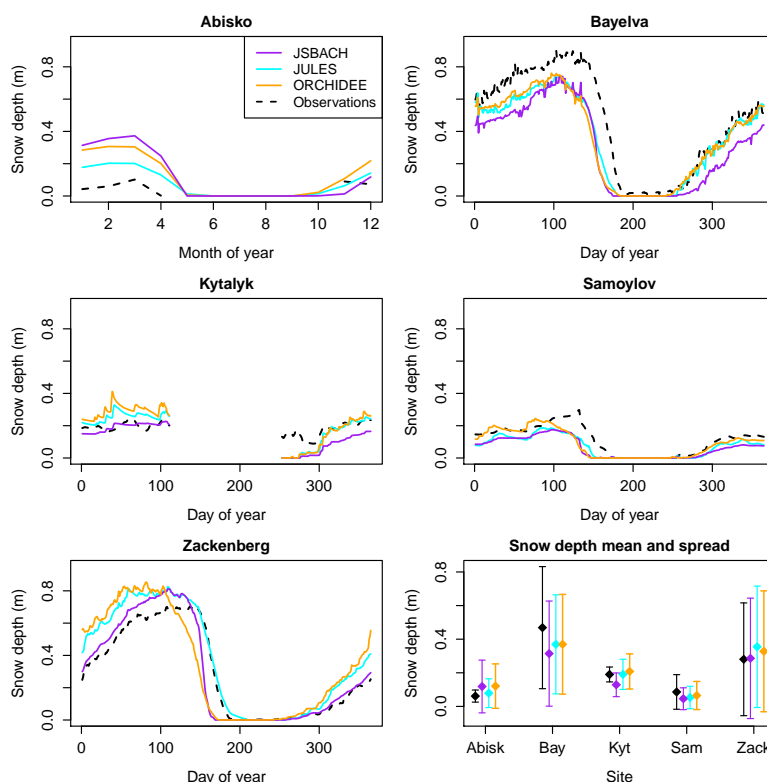 Abisko
Snow depth (m)
0.0 0.4 0.8
JSBACH
JULES
ORCHIDEE
Observations
2 4 6 8 10 12
Month of year
Bayelva
Snow depth (m)
0.0 0.4 0.8
0 100 200 300
Day of year
Kytalyk
Snow depth (m)
0.0 0.4 0.8
0 100 200 300
Day of year
Samoylov
Snow depth (m)
0.0 0.4 0.8
0 100 200 300
Day of year
Zackenberg
Snow depth (m)
0.0 0.4 0.8
0 100 200 300
Day of year
Snow depth mean and spread
Snow depth (m)
0.0 0.4 0.8
Abisk Bay Kyt Sam Zack
Site